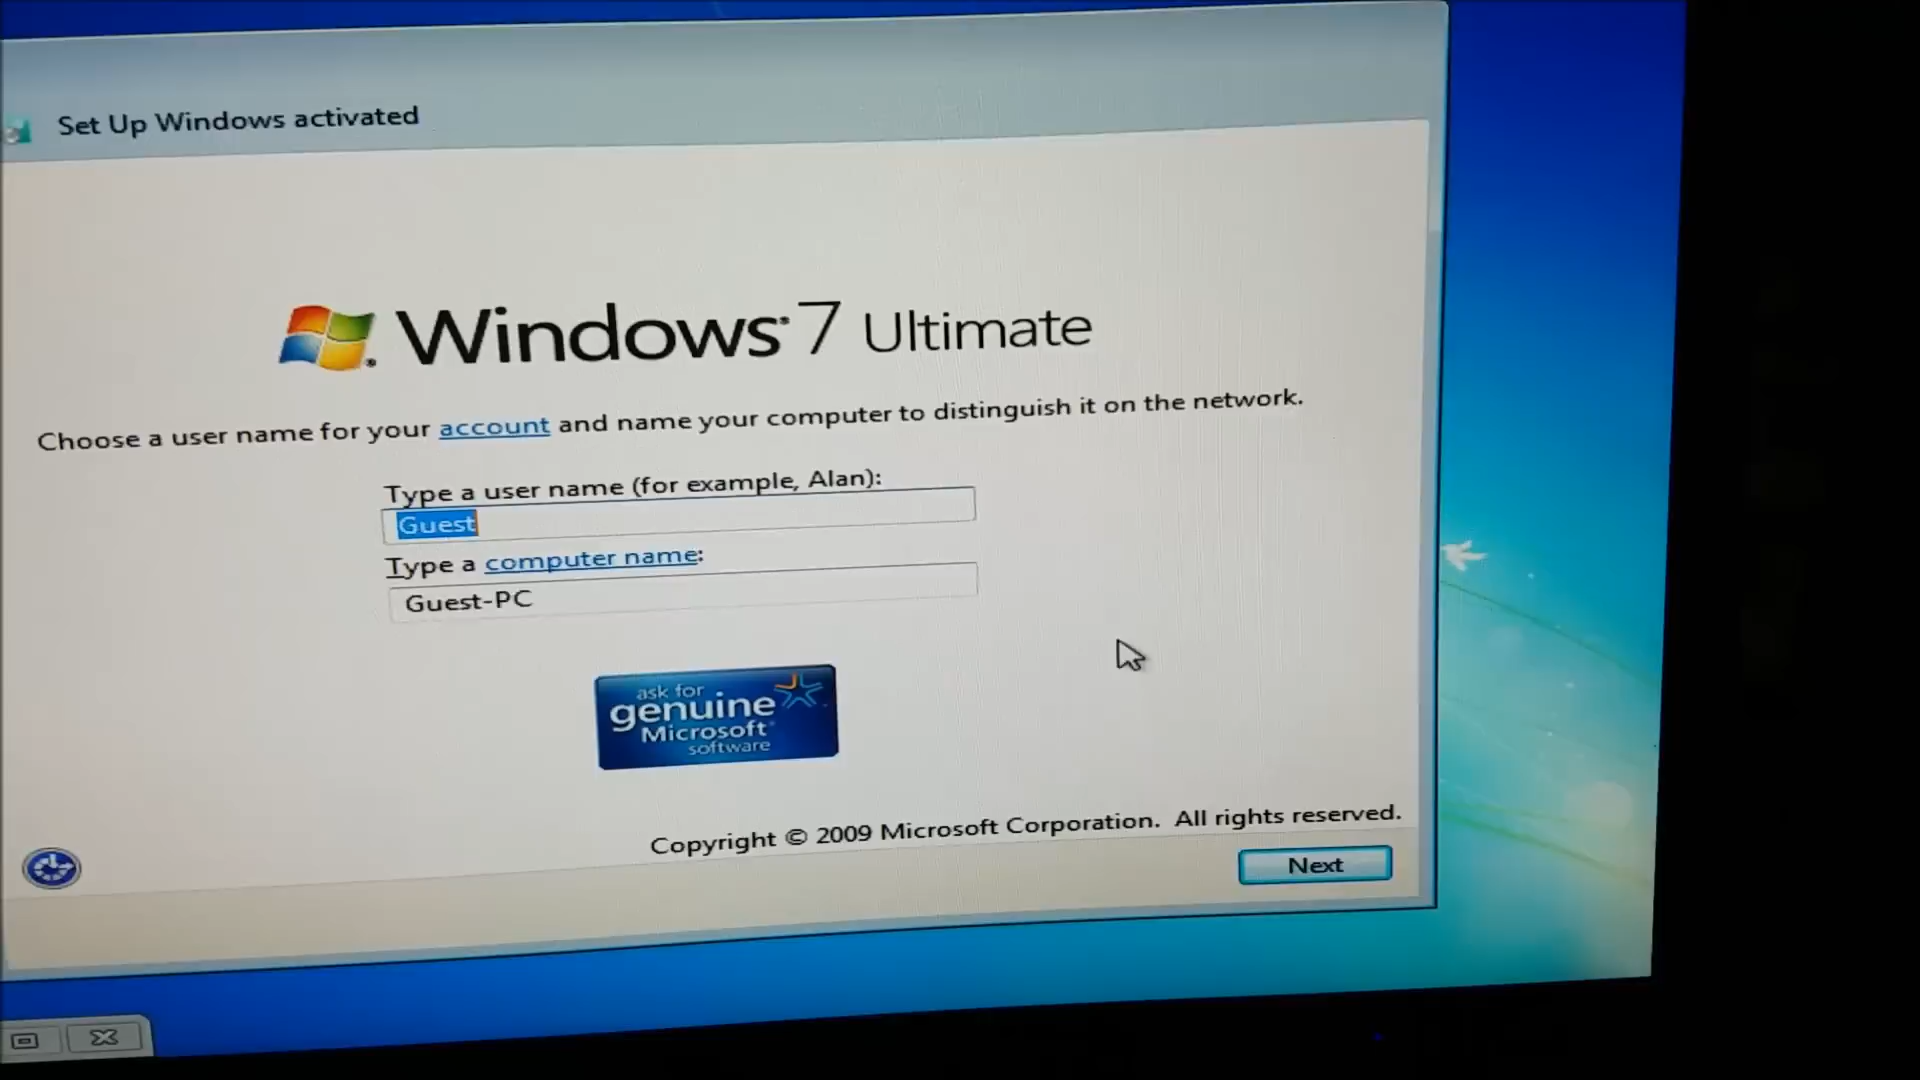 Set Up Windows activated
Windows 7 Ultimate
Choose a user name for your account and name your computer to distinguish it on the network.
Type a user name (for example, Alan):
Guest
Type a computer name:
Guest-PC
ask for
genuine
Microsoft
software
Copyright © 2009 Microsoft Corporation. All rights reserved.
Next